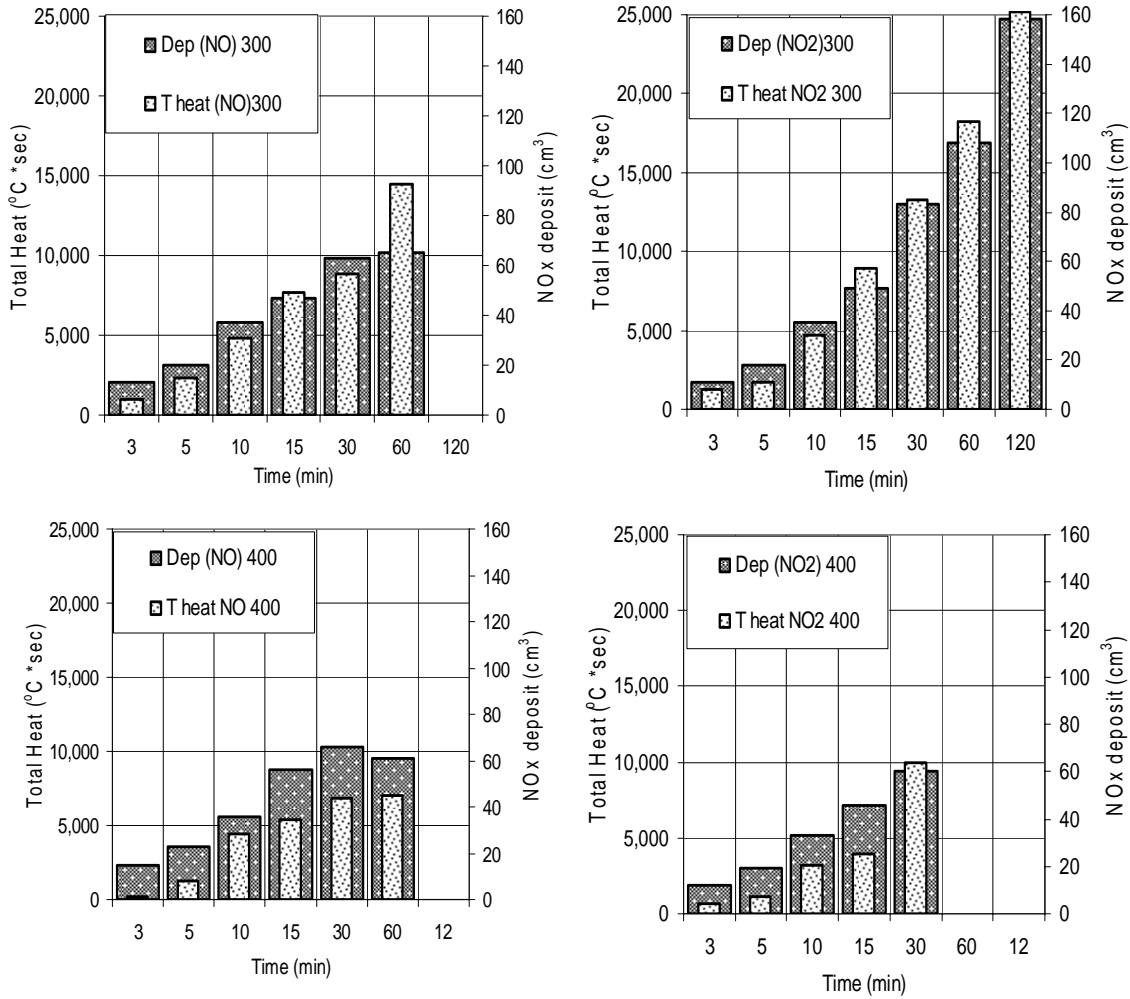 25,000
20,000
15,000
10,000
5,000
0
Total Heat (⁰C *sec)
Dep (NO) 300
T heat (NO)300
160
140
120
100
80
60
40
20
0
NOx deposit (cm³)
3 5 10 15 30 60 120
Time (min)
25,000
20,000
15,000
10,000
5,000
0
Total Heat (⁰C *sec)
Dep (NO2)300
T heat NO2 300
160
140
120
100
80
60
40
20
0
NOx deposit (cm³)
3 5 10 15 30 60 120
Time (min)
25,000
20,000
15,000
10,000
5,000
0
Total Heat (⁰C *sec)
Dep (NO) 400
T heat NO 400
160
140
120
100
80
60
40
20
0
NOx deposit (cm³)
3 5 10 15 30 60 12
Time (min)
25,000
20,000
15,000
10,000
5,000
0
Total Heat (⁰C *sec)
Dep (NO2) 400
T heat NO2 400
160
140
120
100
80
60
40
20
0
NOx deposit (cm³)
3 5 10 15 30 60 12
Time (min)